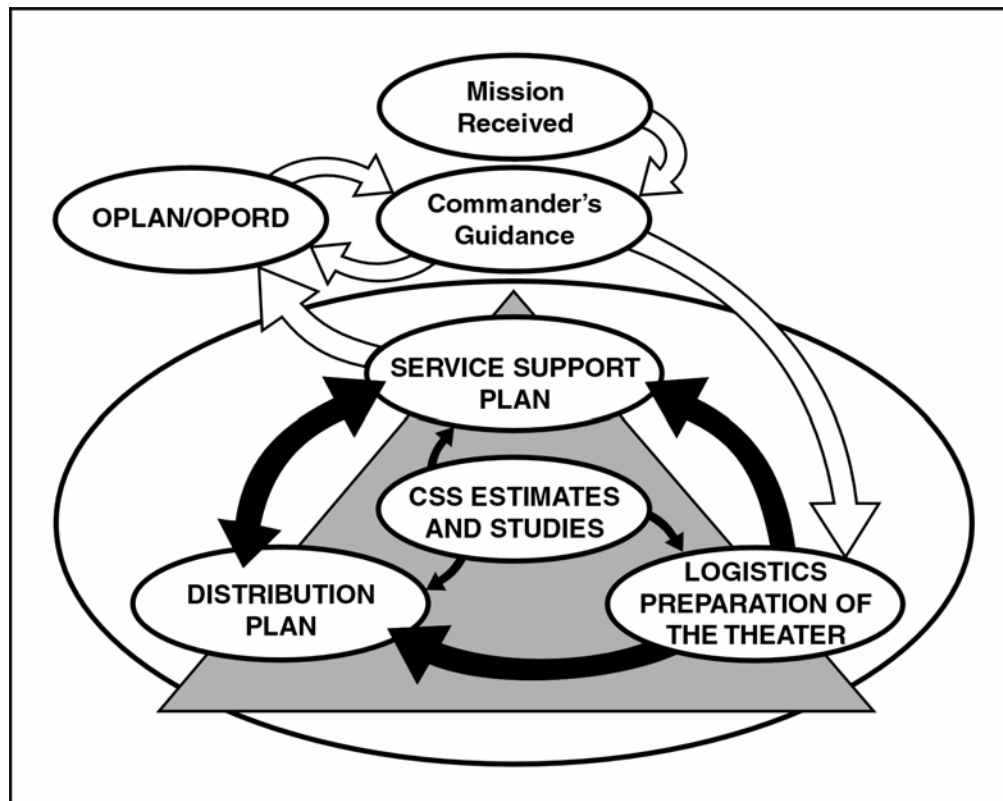 Mission
Received
OPLAN/OPORD
Commander's
Guidance
SERVICE SUPPORT
PLAN
CSS ESTIMATES
AND STUDIES
DISTRIBUTION
PLAN
LOGISTICS
PREPARATION OF
THE THEATER